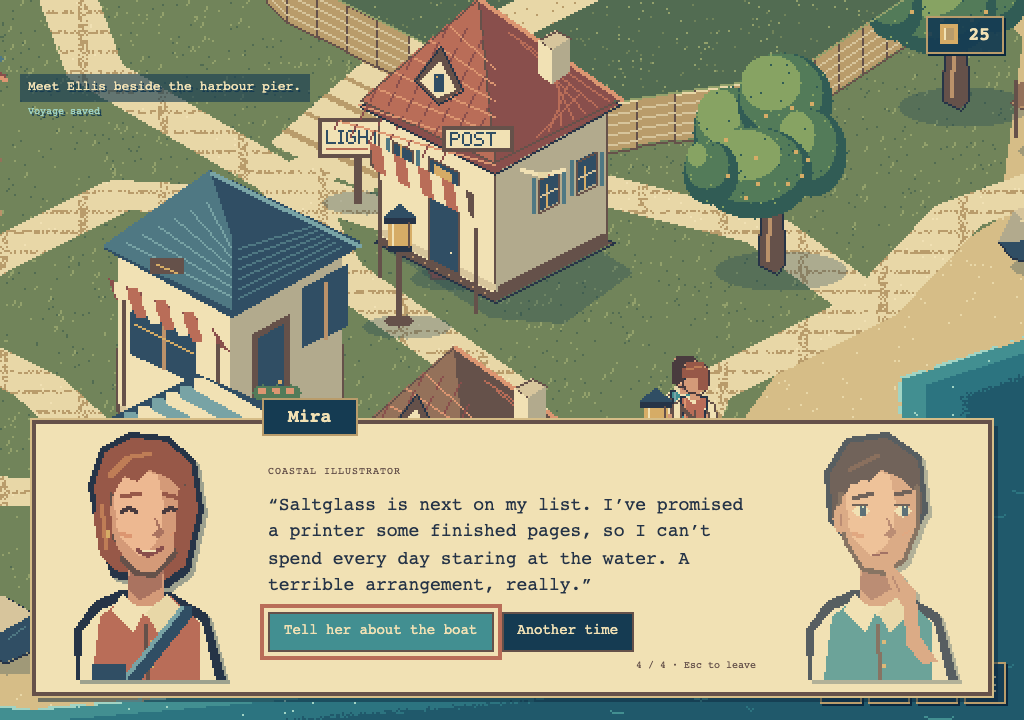 25
Meet Ellis beside the harbour pier.
Voyage saved
POST
Mira
COASTAL ILLUSTRATOR
“Saltglass is next on my list. I’ve promised
a printer some finished pages, so I can’t
spend every day staring at the water. A
terrible arrangement, really.”
Tell her about the boat
Another time
4 / 4 · Esc to leave